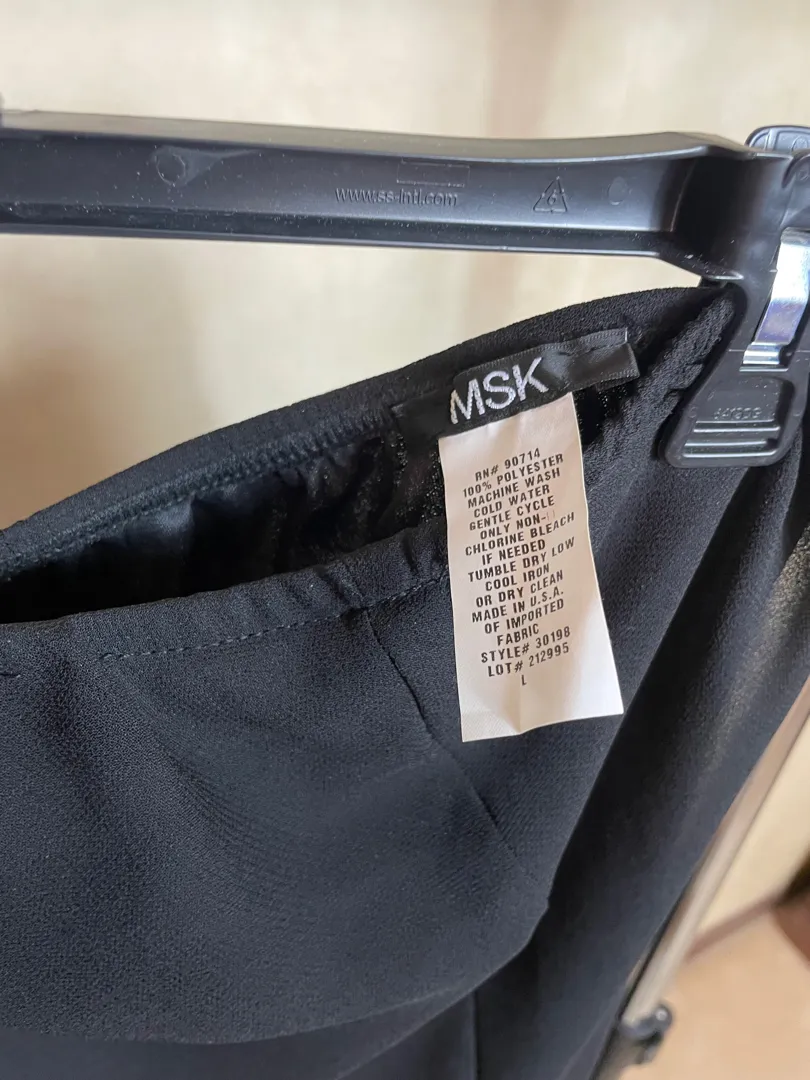 www.ss-intl.com
6
MSK
RN# 90714
100% POLYESTER
MACHINE WASH
COLD WATER
GENTLE CYCLE
ONLY NON-
CHLORINE BLEACH
IF NEEDED
TUMBLE DRY LOW
COOL IRON
OR DRY CLEAN
MADE IN U.S.A.
OF IMPORTED
FABRIC
STYLE# 30198
LOT# 212995
L